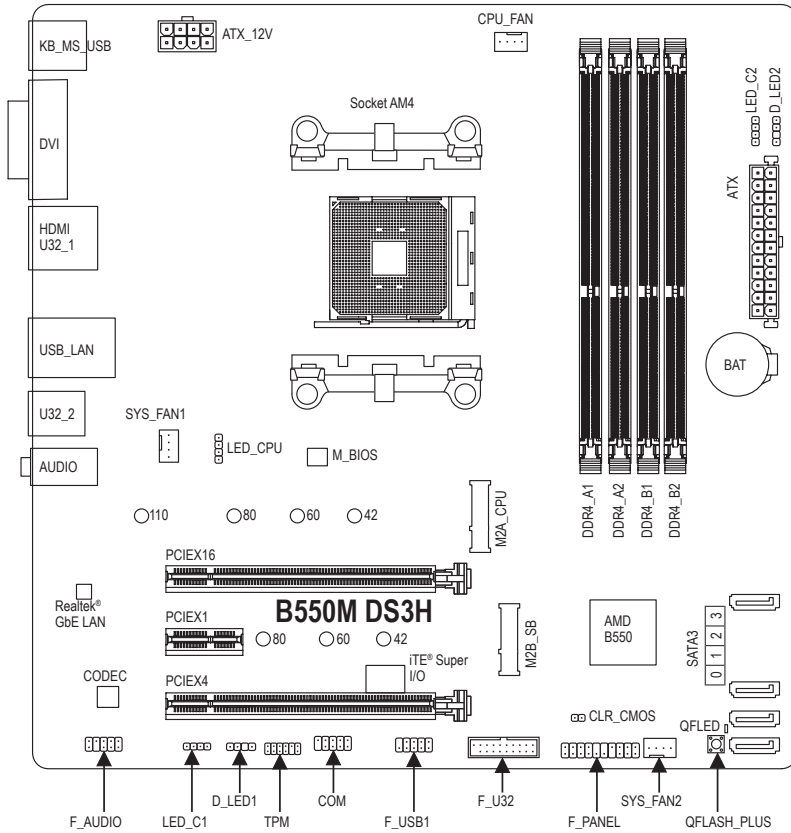 KB_MS_USB
ATX_12V
CPU_FAN
LED_C2
D_LED2
DVI
Socket AM4
ATX
HDMI
U32_1
USB_LAN
BAT
U32_2
SYS_FAN1
LED_CPU
M_BIOS
AUDIO
DDR4_A1
DDR4_A2
DDR4_B1
DDR4_B2
110
80
60
42
M2A_CPU
PCIEX16
Realtek®
GbE LAN
B550M DS3H
PCIEX1
80
60
42
M2B_SB
AMD
B550
SATA3
0 1 2 3
iTE® Super
I/O
CODEC
PCIEX4
CLR_CMOS
QFLED
F_AUDIO
LED_C1
D_LED1
TPM
COM
F_USB1
F_U32
F_PANEL
SYS_FAN2
QFLASH_PLUS